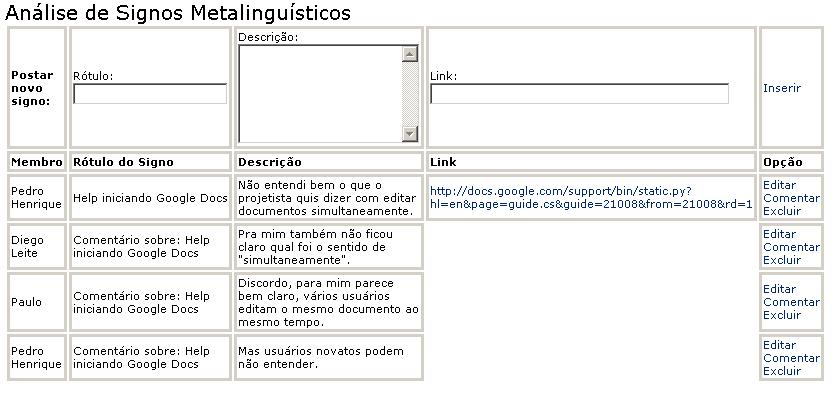 Análise de Signos Metalinguísticos
Postar
novo
signo:
Rótulo:
Descrição:
Link:
Inserir
Membro
Rótulo do Signo
Descrição
Link
Opção
Pedro
Henrique
Help iniciando Google Docs
Não entendi bem o que o
projetista quis dizer com editar
documentos simultaneamente.
http://docs.google.com/support/bin/static.py?
hl=en&page=guide.cs&guide=21008&from=21008&rd=1
Editar
Comentar
Excluir
Diego
Leite
Comentário sobre: Help
iniciando Google Docs
Pra mim também não ficou
claro qual foi o sentido de
"simultaneamente".
Editar
Comentar
Excluir
Paulo
Comentário sobre: Help
iniciando Google Docs
Discordo, para mim parece
bem claro, vários usuários
editam o mesmo documento ao
mesmo tempo.
Editar
Comentar
Excluir
Pedro
Henrique
Comentário sobre: Help
iniciando Google Docs
Mas usuários novatos podem
não entender.
Editar
Comentar
Excluir